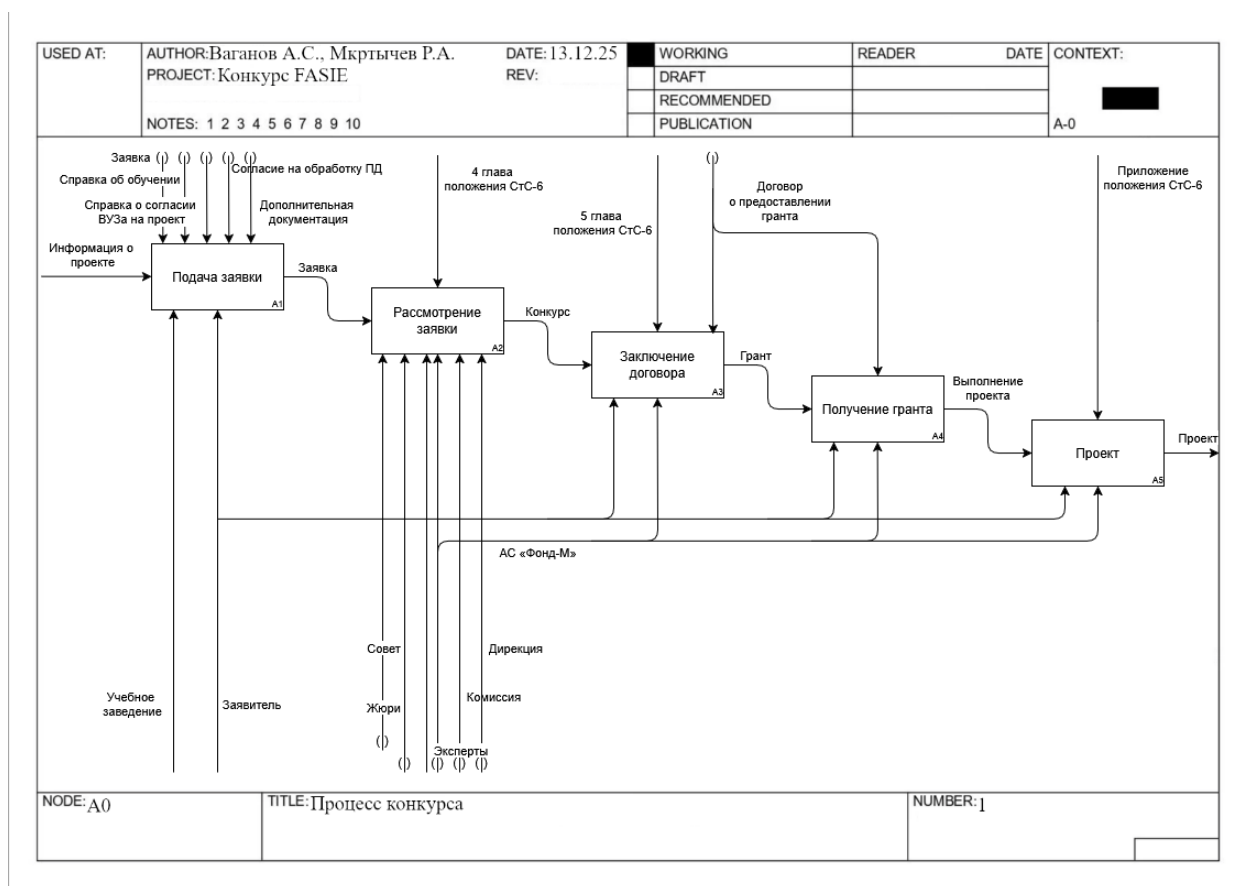 USED AT:
AUTHOR:Ваганов А.С., Мкртычев Р.А.
DATE:13.12.25
WORKING
READER
DATE
CONTEXT:
PROJECT:Конкурс FASIE
REV:
DRAFT
RECOMMENDED
NOTES: 1 2 3 4 5 6 7 8 9 10
PUBLICATION
A-0
Заявка
Справка об обучении
Справка о согласии
ВУЗа на проект
Согласие на обработку ПД
Дополнительная
документация
4 глава
положения СтС-6
5 глава
положения СтС-6
Договор
о предоставлении
гранта
Приложение
положения СтС-6
Информация о
проекте
Подача заявки
A1
Заявка
Рассмотрение
заявки
A2
Конкурс
Заключение
договора
A3
Грант
Получение гранта
A4
Выполнение
проекта
Проект
A5
Проект
АС «Фонд-М»
Совет
Дирекция
Учебное
заведение
Заявитель
Жюри
Комиссия
Эксперты
NODE:A0
TITLE:Процесс конкурса
NUMBER:1